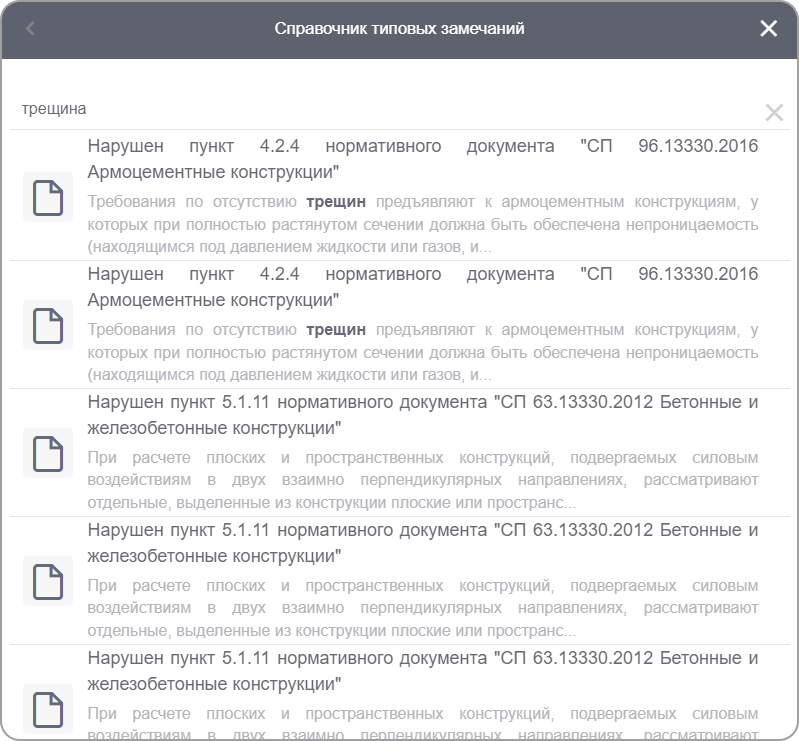 Справочник типовых замечаний
трещина
Нарушен пункт 4.2.4 нормативного документа "СП 96.13330.2016
Армоцементные конструкции"
Требования по отсутствию трещин предъявляют к армоцементным конструкциям, у
которых при полностью растянутом сечении должна быть обеспечена непроницаемость
(находящимся под давлением жидкости или газов, и...
Нарушен пункт 4.2.4 нормативного документа "СП 96.13330.2016
Армоцементные конструкции"
Требования по отсутствию трещин предъявляют к армоцементным конструкциям, у
которых при полностью растянутом сечении должна быть обеспечена непроницаемость
(находящимся под давлением жидкости или газов, и...
Нарушен пункт 5.1.11 нормативного документа "СП 63.13330.2012 Бетонные и
железобетонные конструкции"
При расчете плоских и пространственных конструкций, подвергаемых силовым
воздействиям в двух взаимно перпендикулярных направлениях, рассматривают
отдельные, выделенные из конструкции плоские или пространс...
Нарушен пункт 5.1.11 нормативного документа "СП 63.13330.2012 Бетонные и
железобетонные конструкции"
При расчете плоских и пространственных конструкций, подвергаемых силовым
воздействиям в двух взаимно перпендикулярных направлениях, рассматривают
отдельные, выделенные из конструкции плоские или пространс...
Нарушен пункт 5.1.11 нормативного документа "СП 63.13330.2012 Бетонные и
железобетонные конструкции"
При расчете плоских и пространственных конструкций, подвергаемых силовым
воздействиям в двух взаимно перпендикулярных направлениях, рассматривают